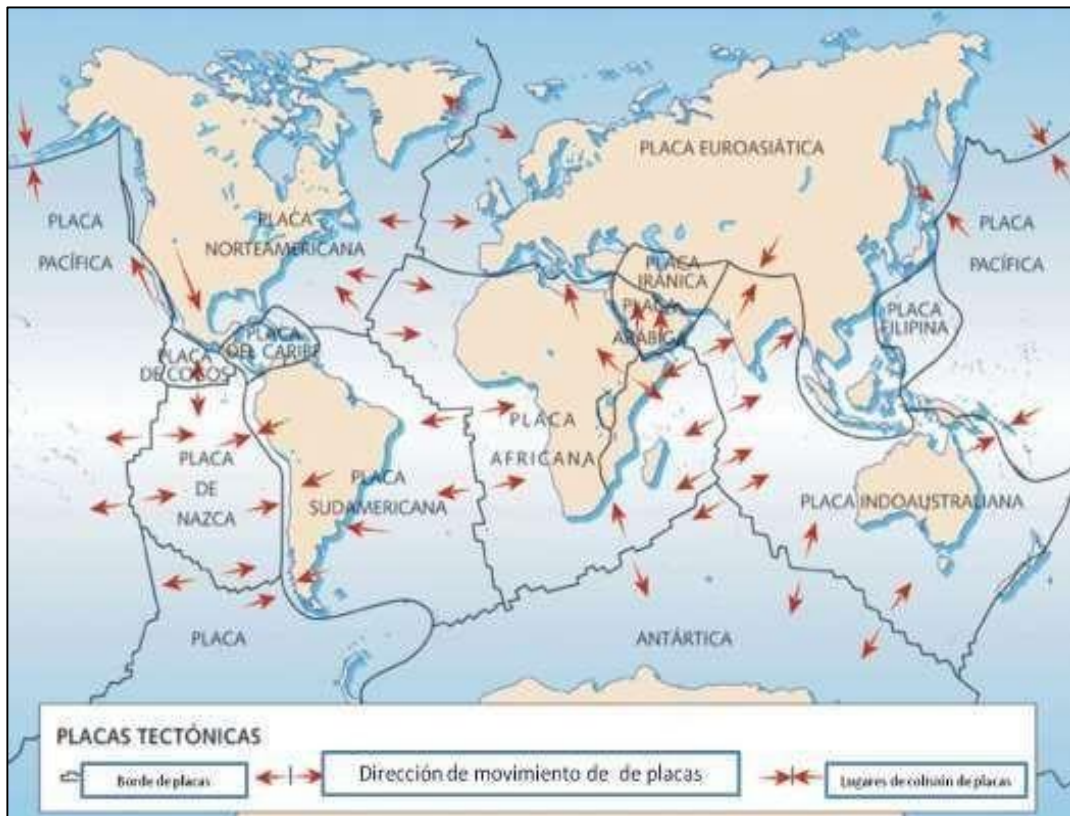 PLACA EUROASIÁTICA
PLACA
PACÍFICA
PLACA
NORTEAMERICANA
PLACA
PACÍFICA
PLACA
IRÁNICA
PLACA
ARÁBIGA
PLACA
FILIPINA
PLACA
DEL CARIBE
PLACA
DE COCOS
PLACA
AFRICANA
PLACA
DE
NAZCA
PLACA
SUDAMERICANA
PLACA INDOAUSTRALIANA
PLACA
ANTÁRTICA
PLACAS TECTÓNICAS
Borde de placas
Dirección de movimiento de de placas
Lugares de colisión de placas